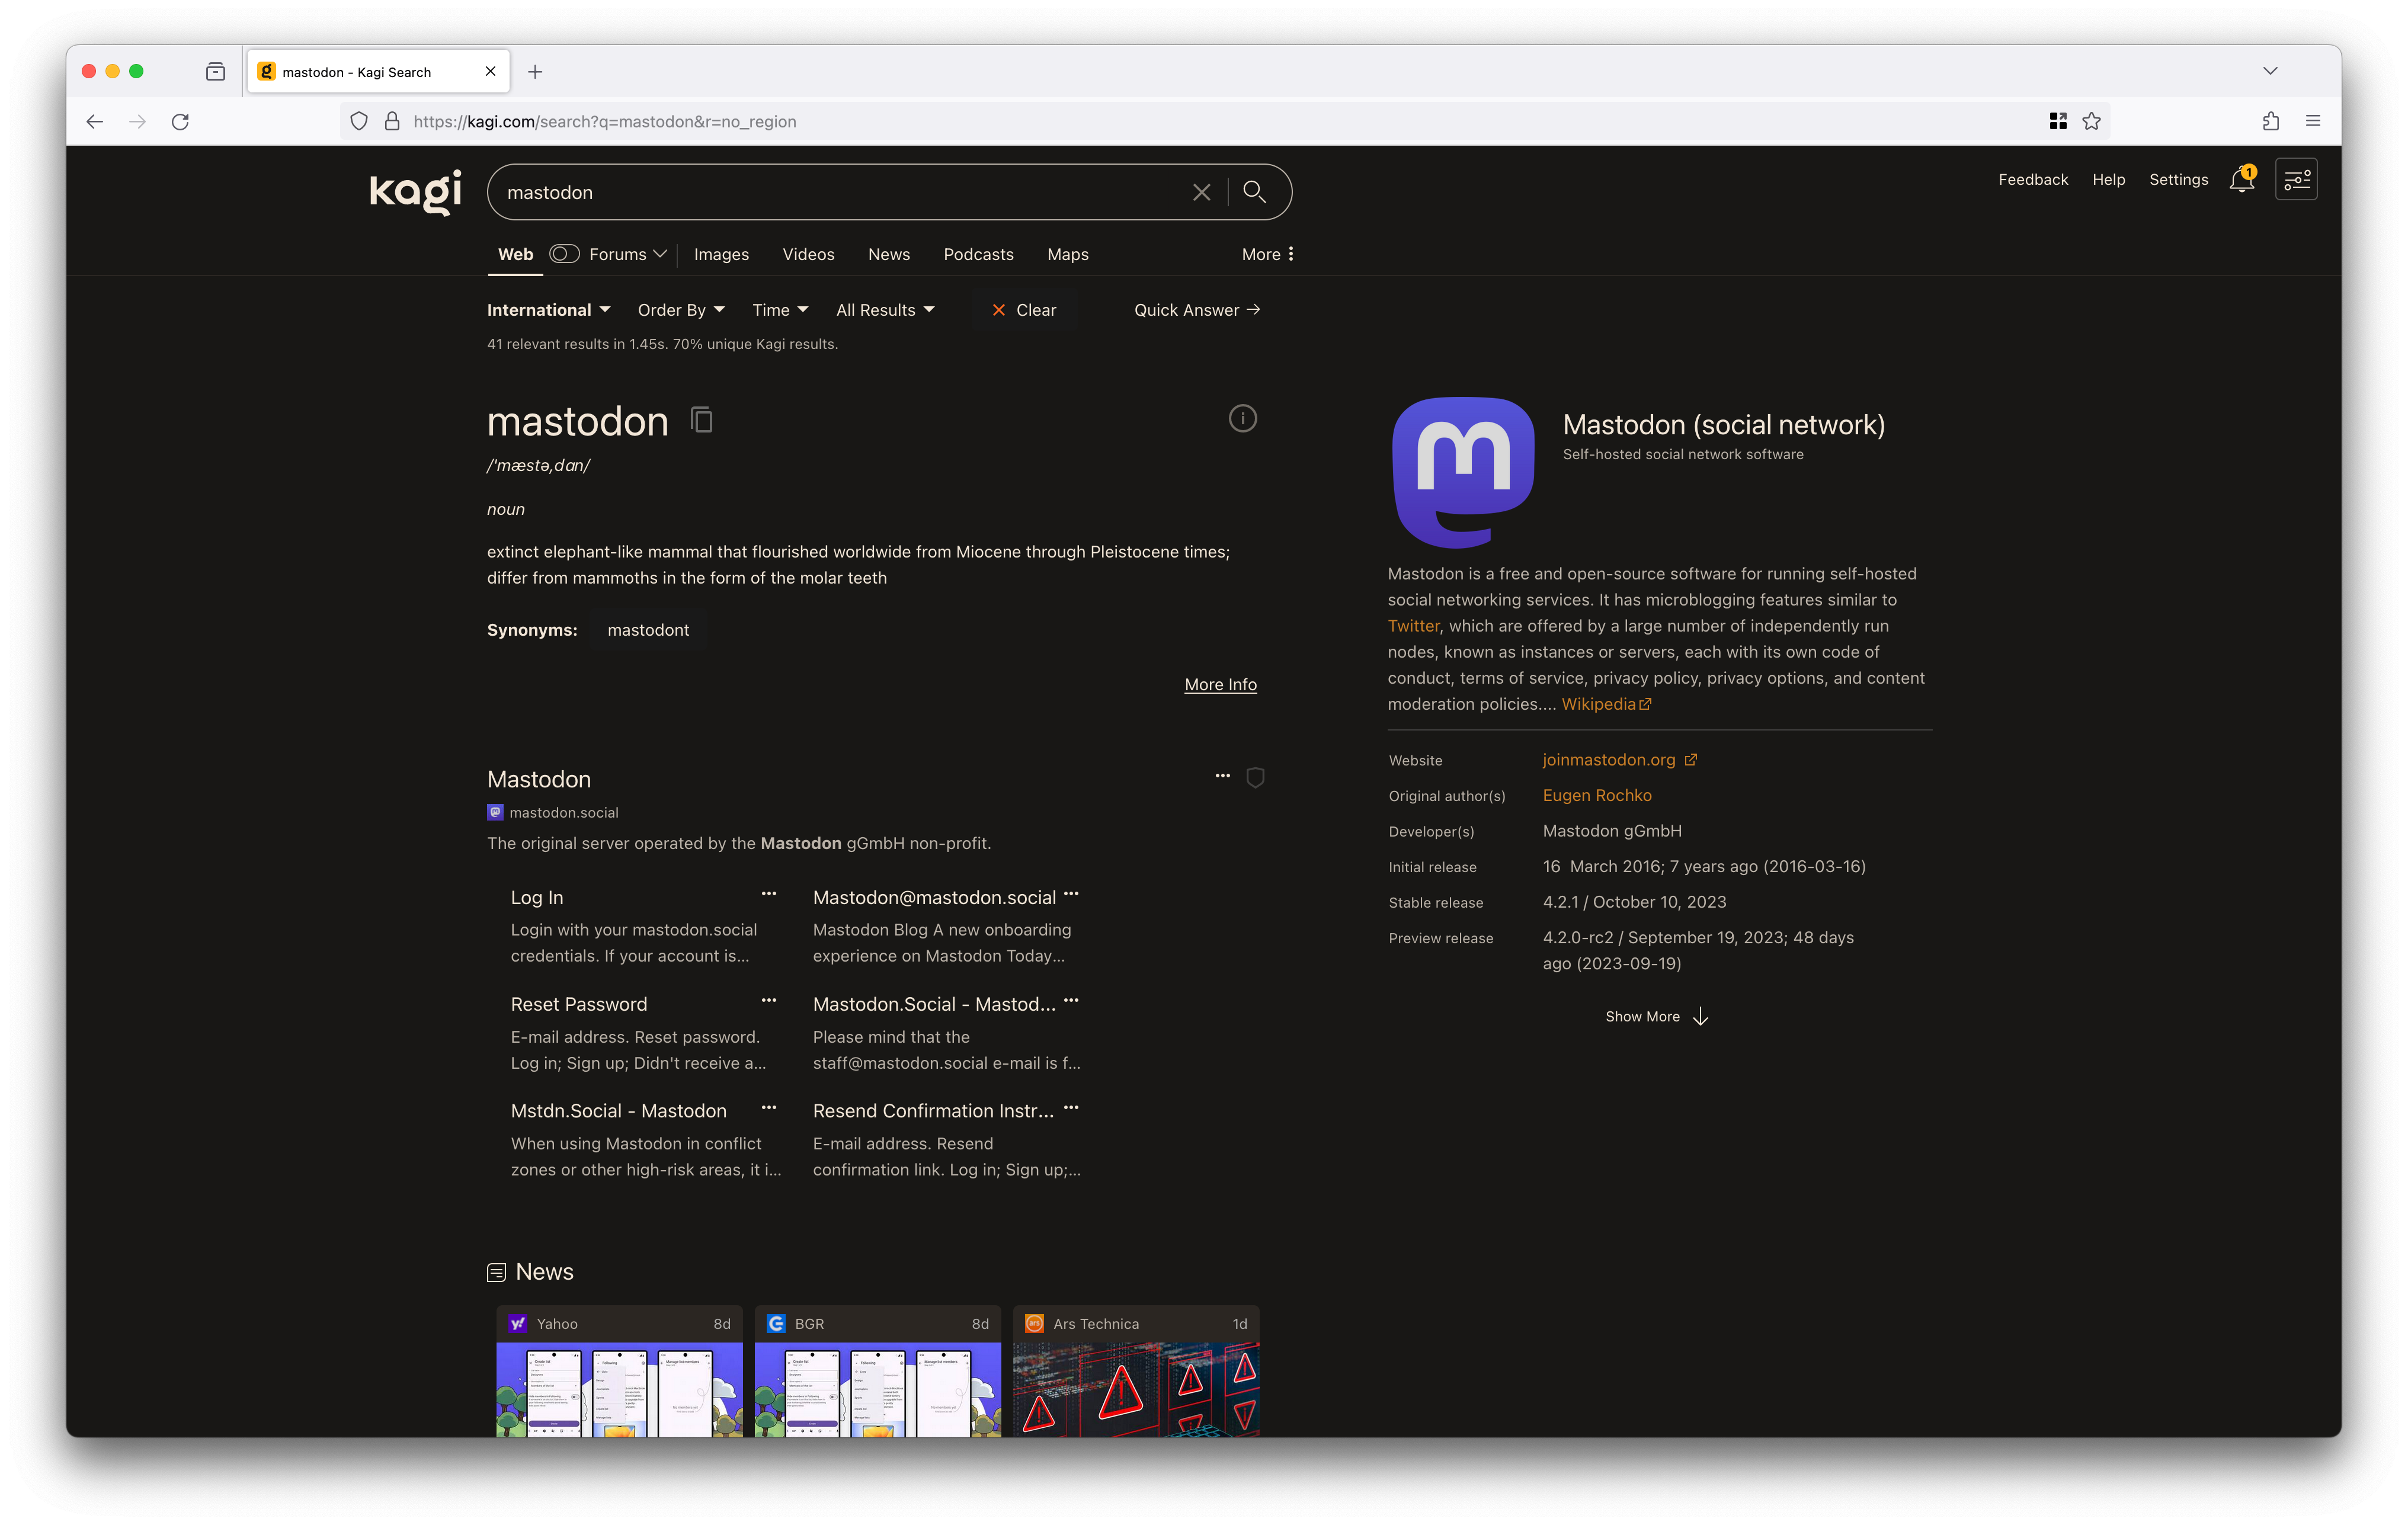 mastodon - Kagi Search
https://kagi.com/search?q=mastodon&r=no_region
kagi
mastodon
Feedback Help Settings 1
Web Forums Images Videos News Podcasts Maps More
International Order By Time All Results Clear Quick Answer
41 relevant results in 1.45s. 70% unique Kagi results.
mastodon
/'mæstə,dɑn/
noun
extinct elephant-like mammal that flourished worldwide from Miocene through Pleistocene times;
differ from mammoths in the form of the molar teeth
Synonyms: mastodont
More Info
Mastodon
mastodon.social
The original server operated by the Mastodon gGmbH non-profit.
Log In
Login with your mastodon.social
credentials. If your account is...
Mastodon@mastodon.social
Mastodon Blog A new onboarding
experience on Mastodon Today...
Reset Password
E-mail address. Reset password.
Log in; Sign up; Didn't receive a...
Mastodon.Social - Mastod...
Please mind that the
staff@mastodon.social e-mail is f...
Mstdn.Social - Mastodon
When using Mastodon in conflict
zones or other high-risk areas, it i...
Resend Confirmation Instr...
E-mail address. Resend
confirmation link. Log in; Sign up;...
News
Yahoo 8d
BGR 8d
Ars Technica 1d
Mastodon (social network)
Self-hosted social network software
Mastodon is a free and open-source software for running self-hosted
social networking services. It has microblogging features similar to
Twitter, which are offered by a large number of independently run
nodes, known as instances or servers, each with its own code of
conduct, terms of service, privacy policy, privacy options, and content
moderation policies.... Wikipedia
Website joinmastodon.org
Original author(s) Eugen Rochko
Developer(s) Mastodon gGmbH
Initial release 16 March 2016; 7 years ago (2016-03-16)
Stable release 4.2.1 / October 10, 2023
Preview release 4.2.0-rc2 / September 19, 2023; 48 days
ago (2023-09-19)
Show More